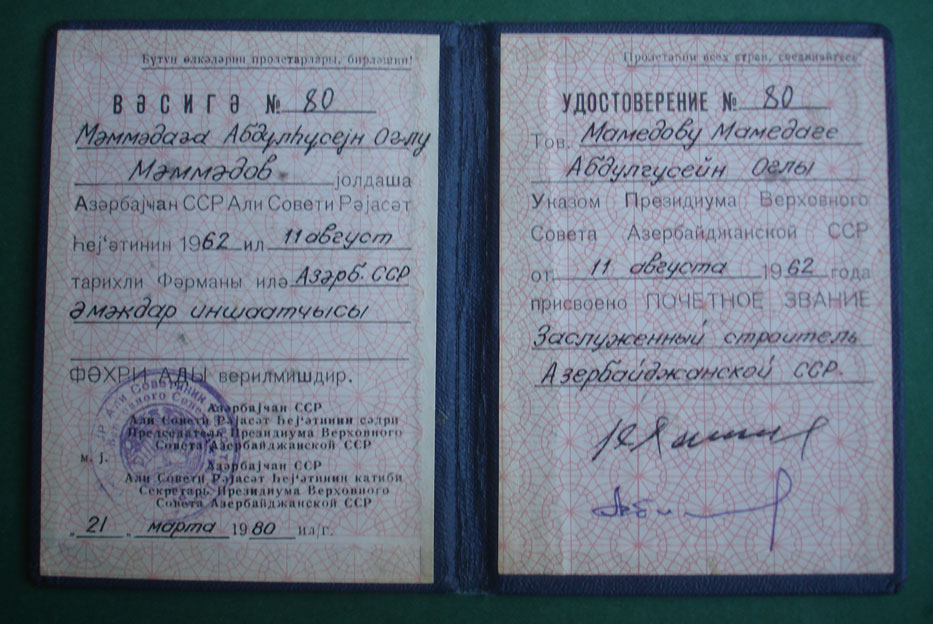 Бүтүн өлкәләрин пролетарлары, бирләшин!
ВӘСИГӘ № 80
Мәммәдаға Абдулһусејн Оғлу
Мәммәдов јолдаша
Азәрбајҹан ССР Али Совети Рәјасәт
Һеј'әтинин 1962 ил 11 август
тарихли Фәрманы илә Азәрб. ССР
Әмәкдар иншаатчысы
ФӘХРИ АДЫ верилмишдир.
Азәрбајҹан ССР
Али Совети Рәјасәт Һеј'әтинин сәдри
Председатель Президиума Верховного
Совета Азербайджанской ССР
м. ј.
Азәрбајҹан ССР
Али Совети Рәјасәт Һеј'әтинин катиби
Секретарь Президиума Верховного
Совета Азербайджанской ССР
„21„ марта 1980 ил/г.
Пролетарии всех стран, соединяйтесь
УДОСТОВЕРЕНИЕ № 80
Тов. Мамедову Мамедаге
Абдулгусейн Оглы
Указом Президиума Верховного
Совета Азербайджанской ССР
от 11 августа 1962 года
присвоено ПОЧЕТНОЕ ЗВАНИЕ
Заслуженный строитель
Азербайджанской ССР.